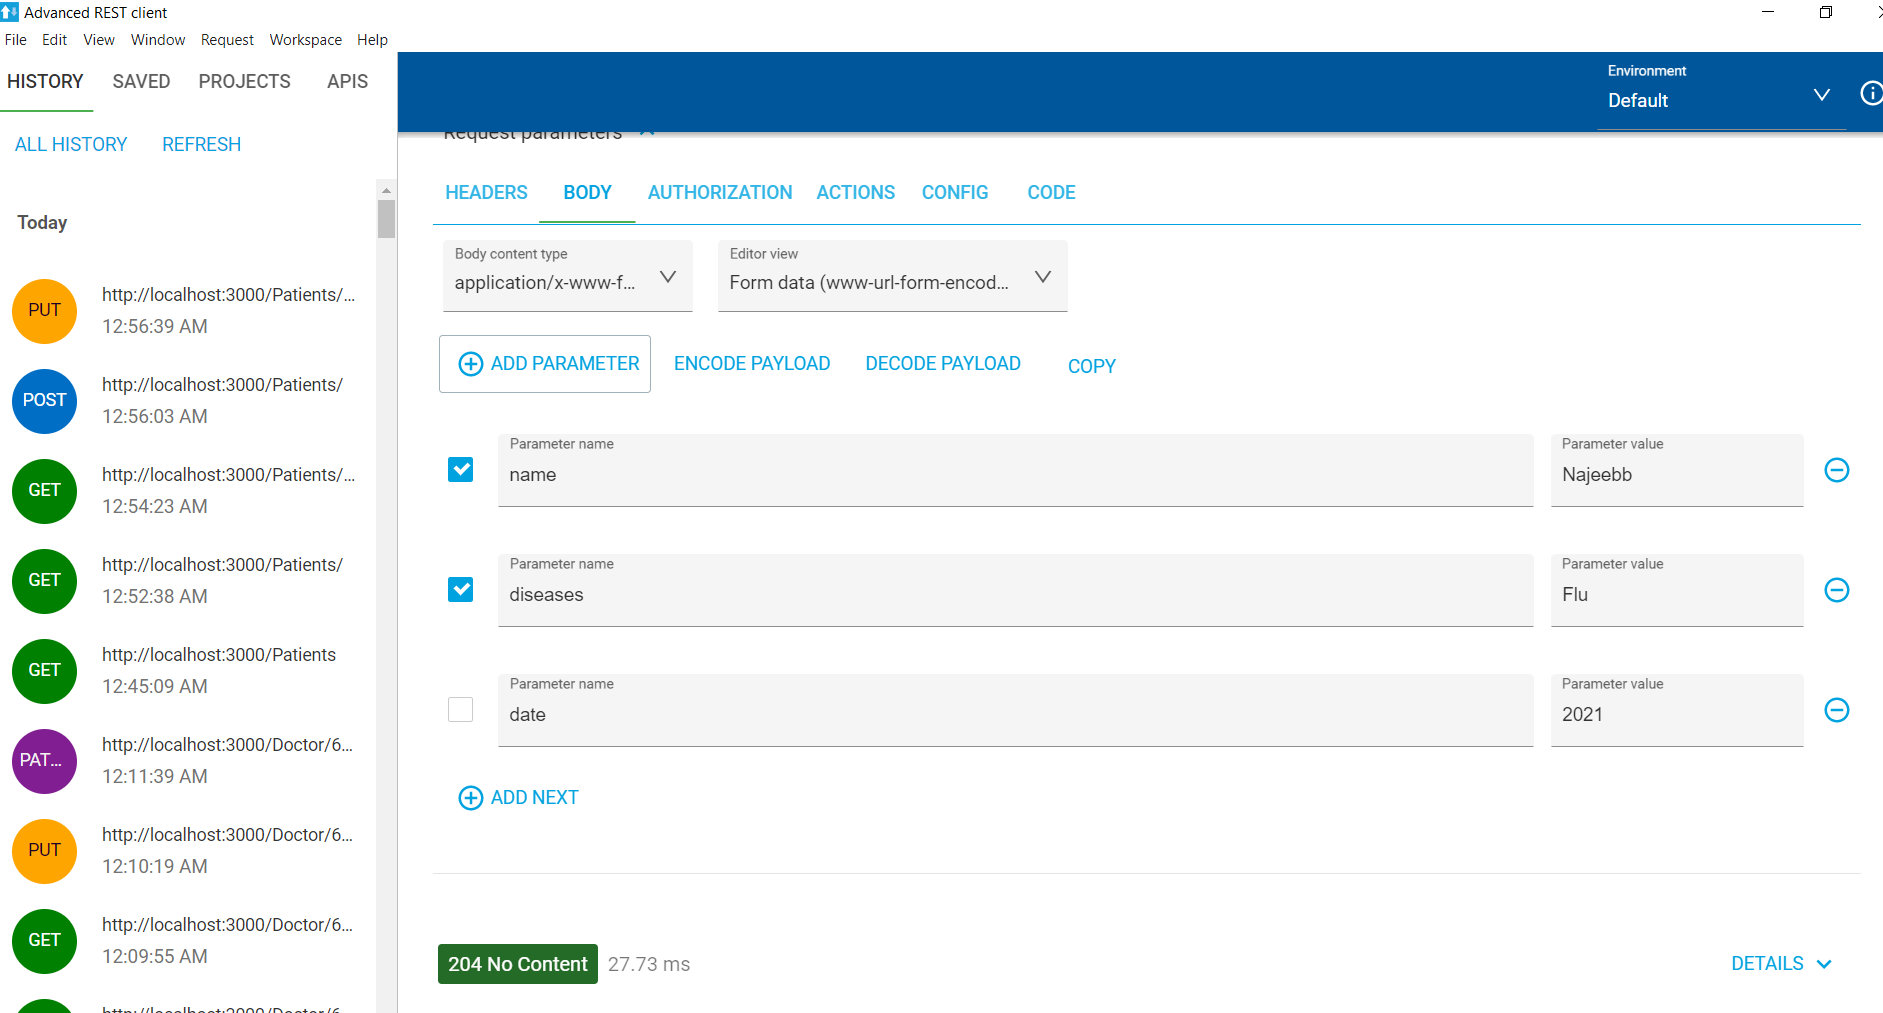 Advanced REST client
File Edit View Window Request Workspace Help
HISTORY SAVED PROJECTS APIS
Environment
Default
ALL HISTORY REFRESH
Today
PUT http://localhost:3000/Patients/...
12:56:39 AM
POST http://localhost:3000/Patients/
12:56:03 AM
GET http://localhost:3000/Patients/...
12:54:23 AM
GET http://localhost:3000/Patients/
12:52:38 AM
GET http://localhost:3000/Patients
12:45:09 AM
PAT... http://localhost:3000/Doctor/6...
12:11:39 AM
PUT http://localhost:3000/Doctor/6...
12:10:19 AM
GET http://localhost:3000/Doctor/6...
12:09:55 AM
http://localhost:3000/Doctor/6...
Request parameters
HEADERS BODY AUTHORIZATION ACTIONS CONFIG CODE
Body content type Editor view
application/x-www-f... Form data (www-url-form-encod...
ADD PARAMETER ENCODE PAYLOAD DECODE PAYLOAD COPY
Parameter name Parameter value
name Najeebb
Parameter name Parameter value
diseases Flu
Parameter name Parameter value
date 2021
ADD NEXT
204 No Content 27.73 ms DETAILS